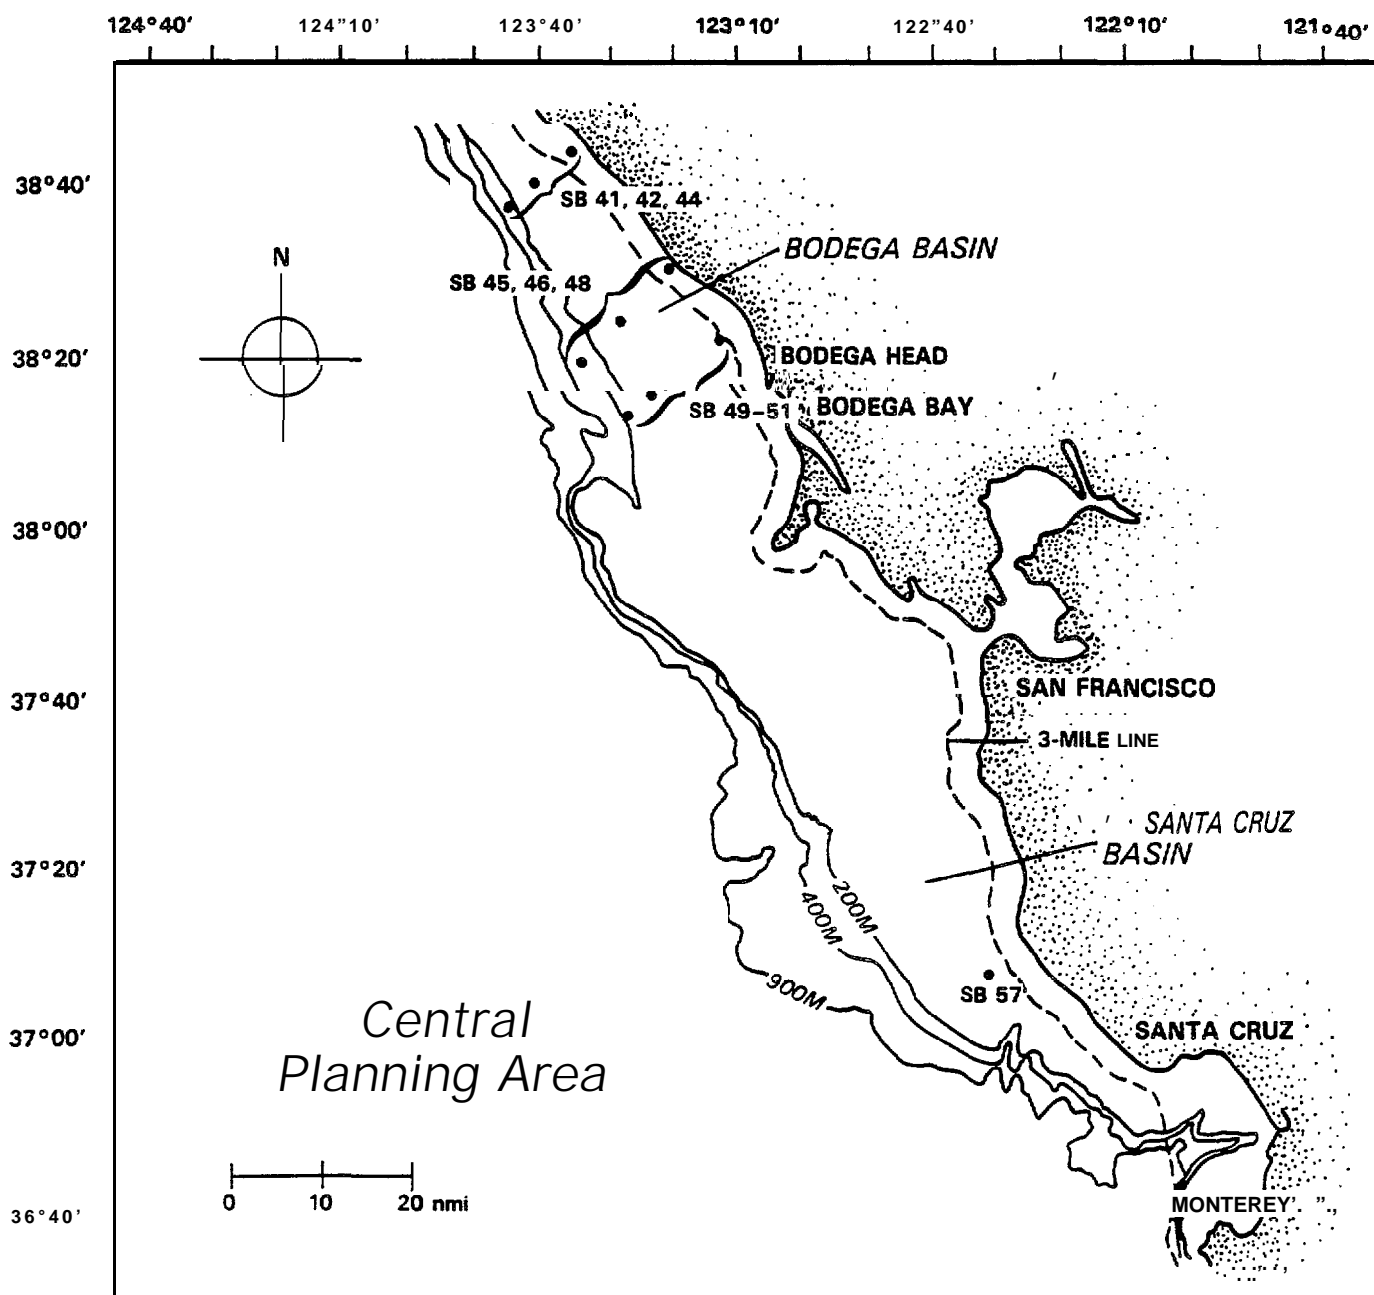 124°40' 124"10' 123°40' 123°10' 122"40' 122°10' 121°40'
38°40'
SB 41, 42, 44
N
BODEGA BASIN
SB 45, 46, 48
38°20'
BODEGA HEAD
SB 49-51
BODEGA BAY
38°00'
37°40'
SAN FRANCISCO
3-MILE LINE
SANTA CRUZ
BASIN
37°20'
200M
400M
900M
SB 57
Central
Planning Area
37°00'
SANTA CRUZ
0 10 20 nmi
36°40'
MONTEREY'. ".,